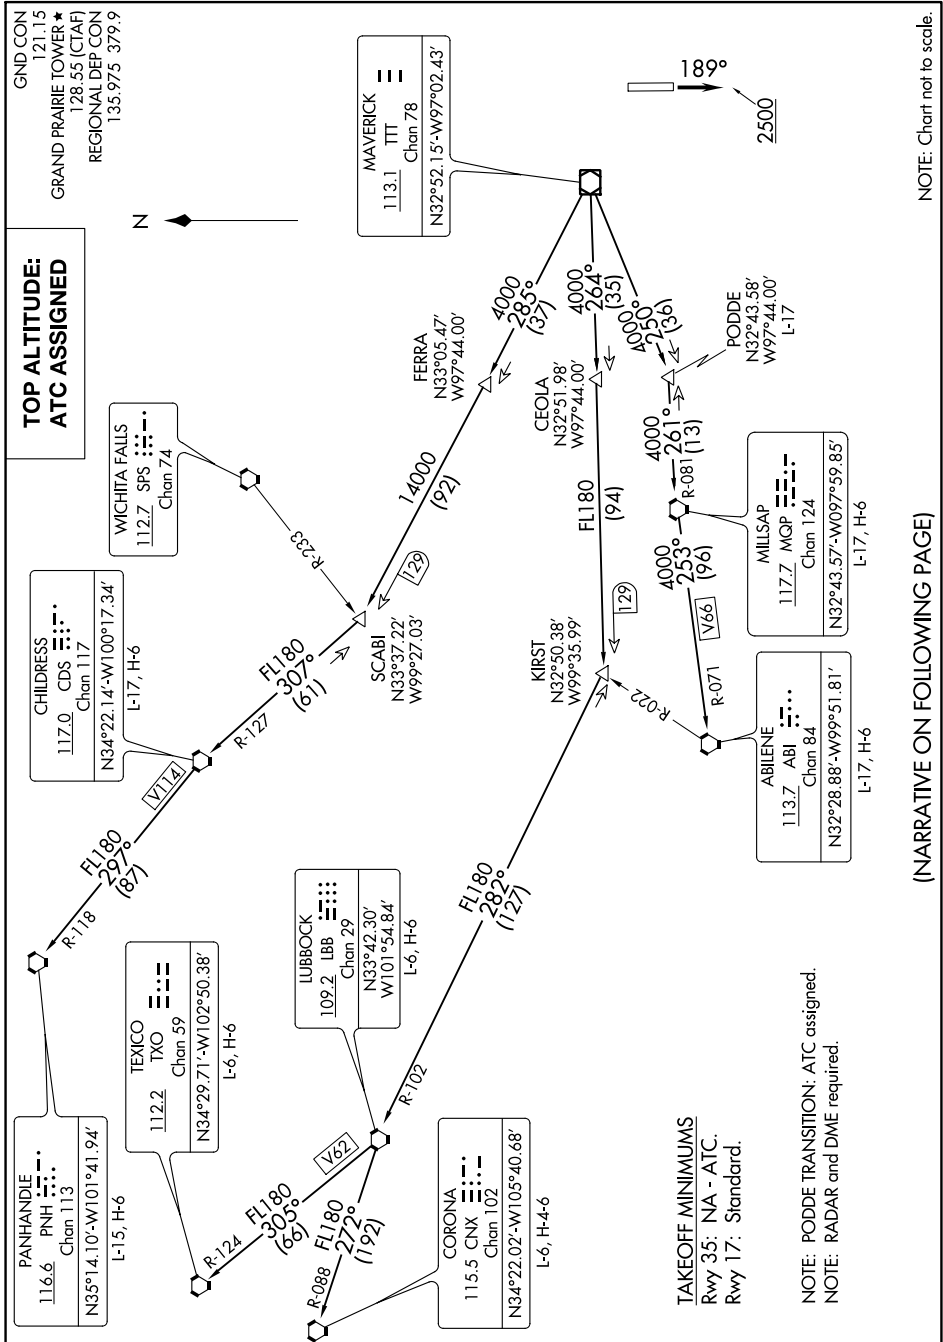 GND CON
121.15
GRAND PRAIRIE TOWER ★
128.55 (CTAF)
REGIONAL DEP CON
135.975 379.9
TOP ALTITUDE:
ATC ASSIGNED
N
MAVERICK
113.1 TTT
Chan 78
N32°52.15'-W97°02.43'
189°
2500
NOTE: Chart not to scale.
WICHITA FALLS
112.7 SPS
Chan 74
R-233
CHILDRESS
117.0 CDS
Chan 117
N34°22.14'-W100°17.34'
L-17, H-6
PANHANDLE
116.6 PNH
Chan 113
N35°14.10'-W101°41.94'
L-15, H-6
TEXICO
112.2 TXO
Chan 59
N34°29.71'-W102°50.38'
L-6, H-6
LUBBOCK
109.2 LBB
Chan 29
N33°42.30'
W101°54.84'
L-6, H-6
CORONA
115.5 CNX
Chan 102
N34°22.02'-W105°40.68'
L-6, H-4-6
FERRA
N33°05.47'
W97°44.00'
4000
285°
(37)
14000
(92)
129
SCABI
N33°37.22'
W99°27.03'
FL180
307°
(61)
R-127
V114
FL180
297°
(87)
R-118
CEOLA
N32°51.98'
W97°44.00'
4000
264°
(35)
FL180
(94)
129
KIRST
N32°50.38'
W99°35.99'
R-022
FL180
282°
(127)
R-102
V62
FL180
305°
(66)
R-124
FL180
272°
(192)
R-088
4000
250°
(36)
PODDE
N32°43.58'
W97°44.00'
L-17
4000
261°
(13)
R-081
MILLSAP
117.7 MQP
Chan 124
N32°43.57'-W097°59.85'
L-17, H-6
4000
253°
(96)
V66
R-071
ABILENE
113.7 ABI
Chan 84
N32°28.88'-W99°51.81'
L-17, H-6
TAKEOFF MINIMUMS
Rwy 35: NA - ATC.
Rwy 17: Standard.
NOTE: PODDE TRANSITION: ATC assigned.
NOTE: RADAR and DME required.
(NARRATIVE ON FOLLOWING PAGE)